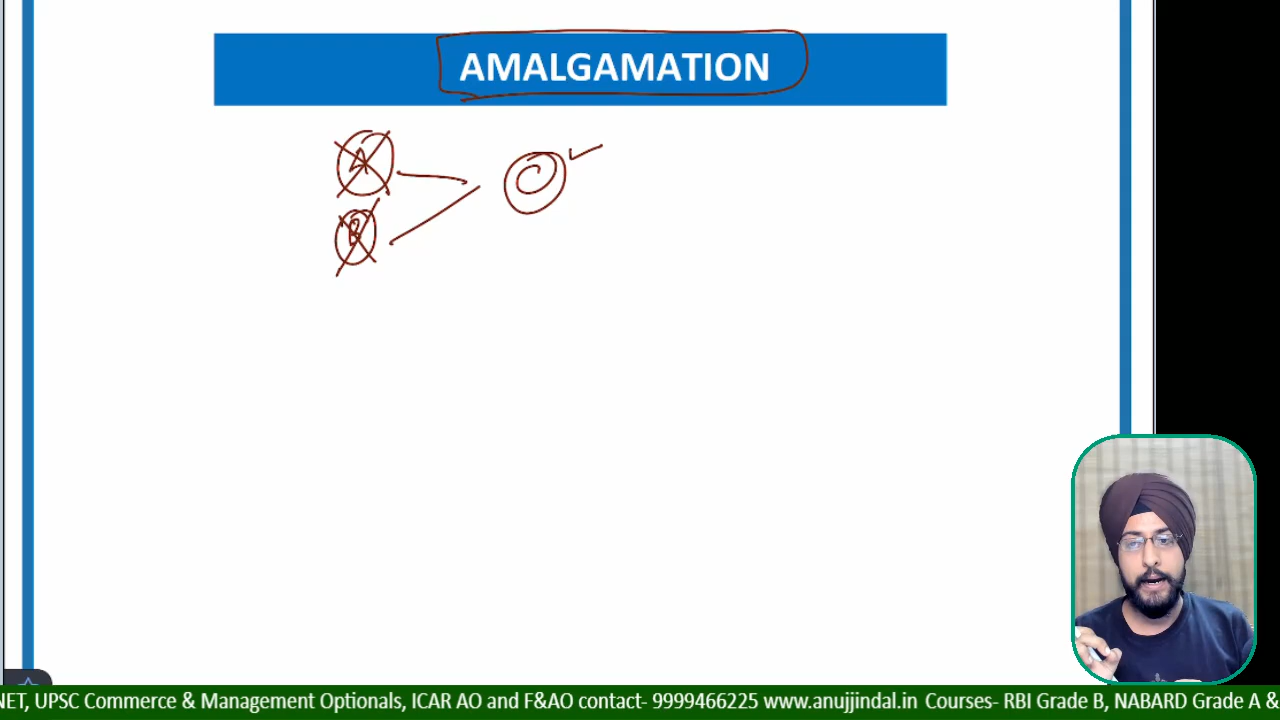 AMALGAMATION
A
B
C
NET, UPSC Commerce & Management Optionals, ICAR AO and F&AO contact- 9999466225 www.anujjindal.in Courses- RBI Grade B, NABARD Grade A &